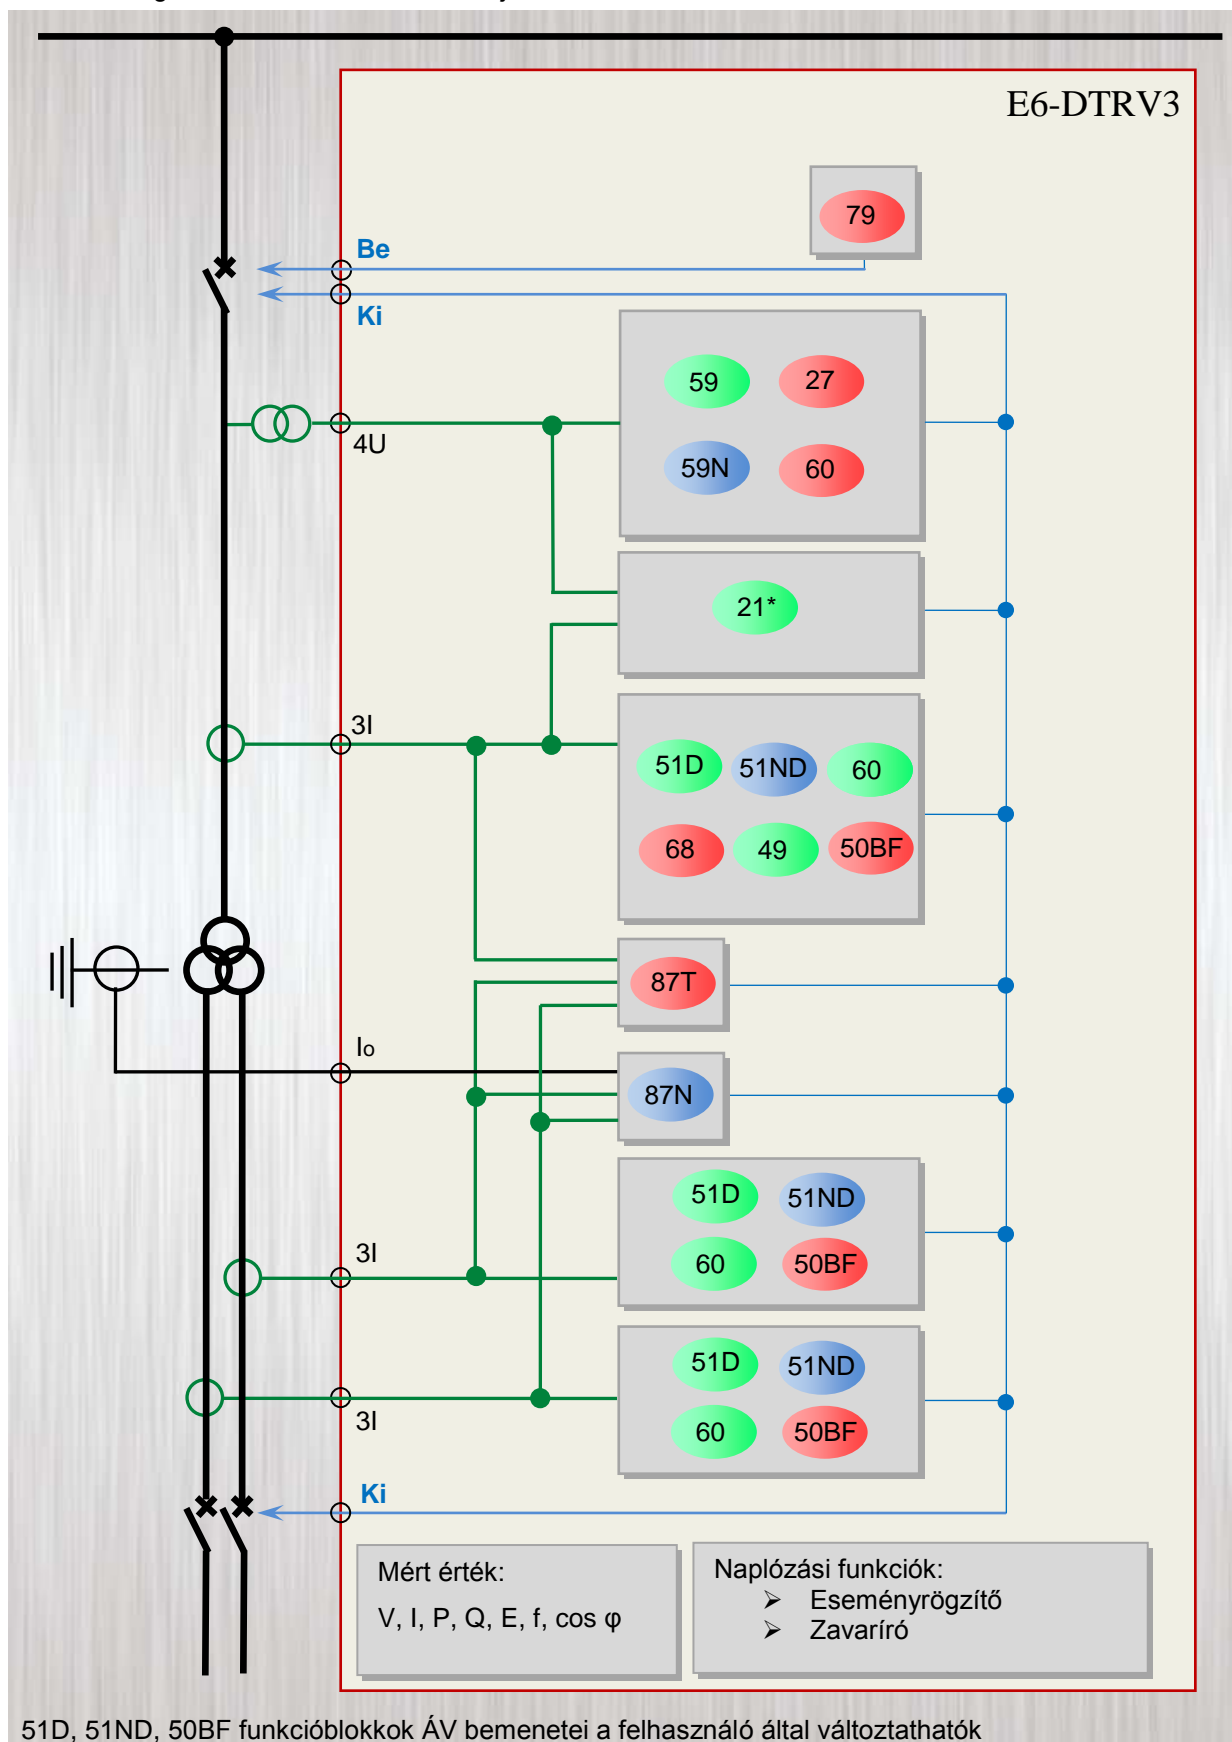 E6-DTRV3
79
Be
Ki
59
27
4U
59N
60
21*
3I
51D
51ND
60
68
49
50BF
87T
Io
87N
51D
51ND
3I
60
50BF
51D
51ND
3I
60
50BF
Ki
Mért érték:
V, I, P, Q, E, f, cos φ
Naplózási funkciók:
➢ Eseményrögzítő
➢ Zavaríró
51D, 51ND, 50BF funkcióblokkok ÁV bemenetei a felhasználó által változtathatók